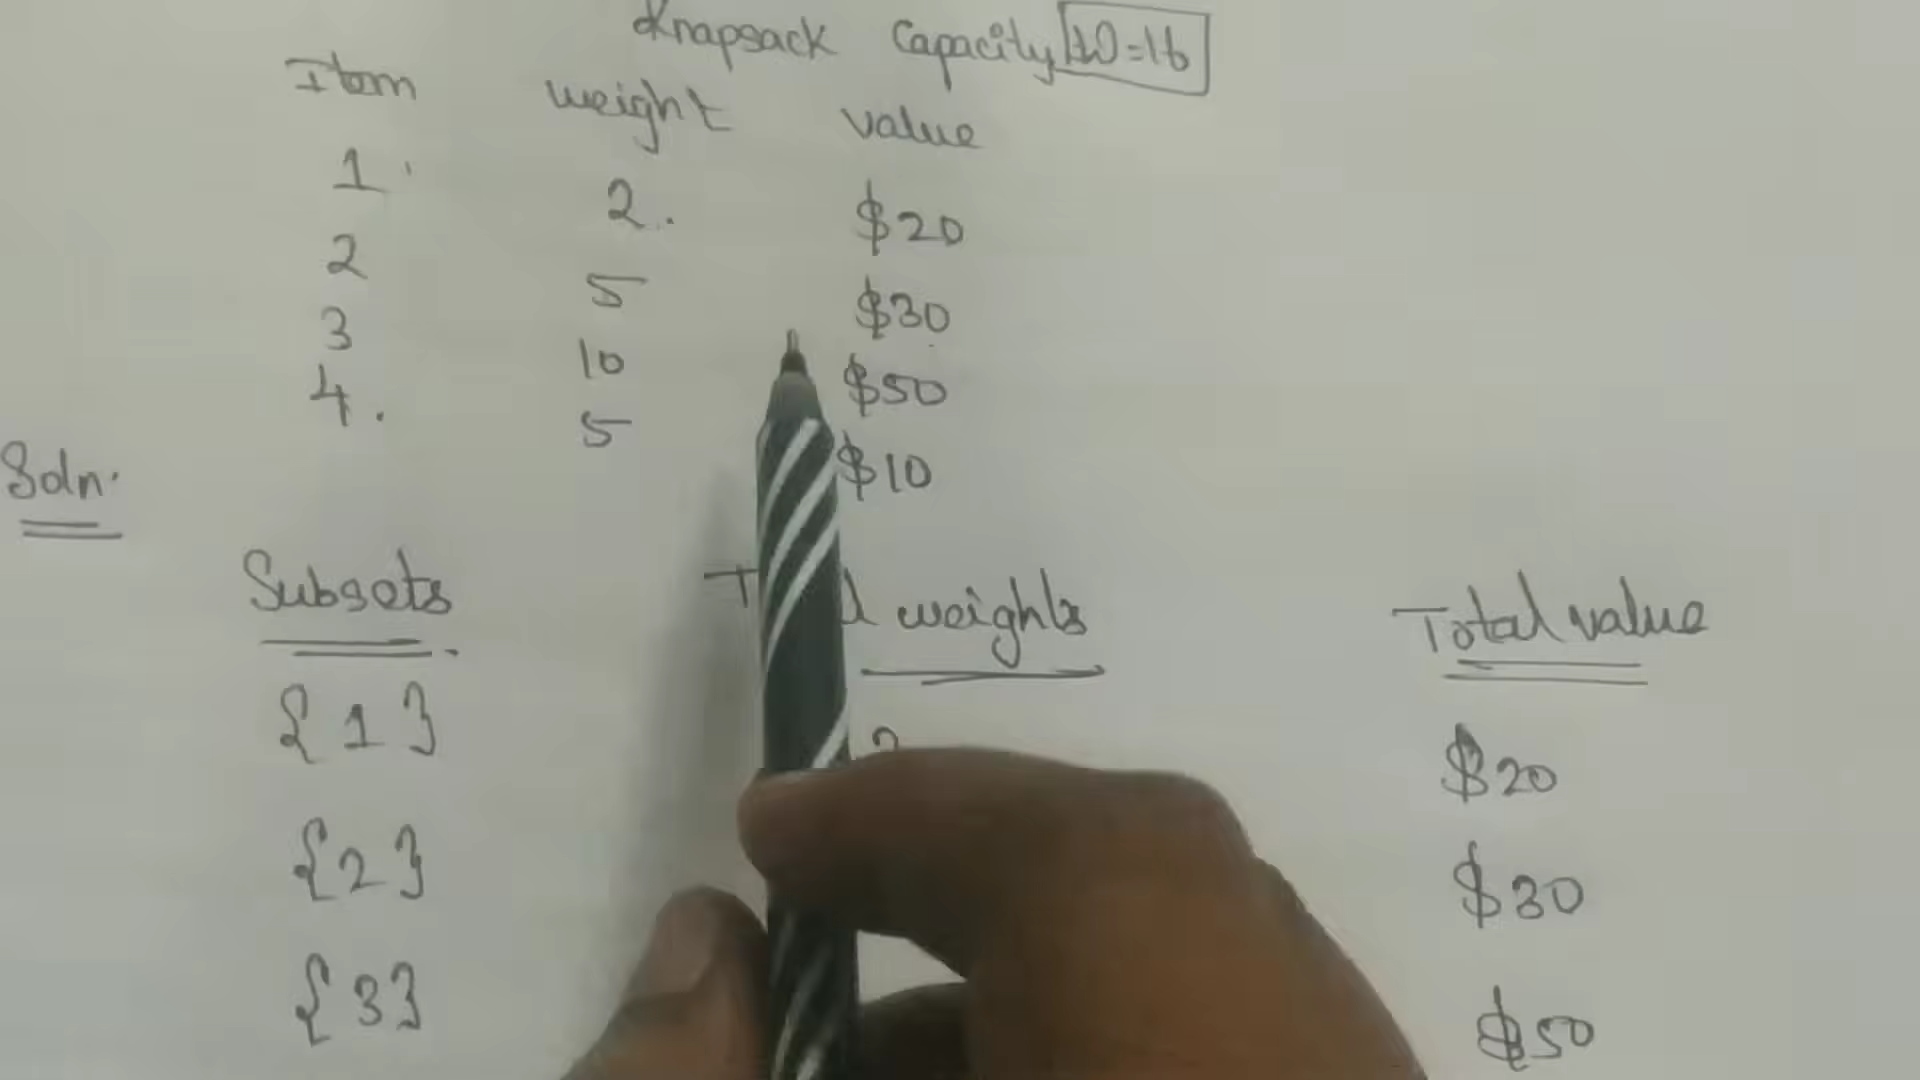 Knapsack Capacity W=16
Item weight value
1. 2. $20
2 5 $30
3 10 $50
4. 5 $10
Soln.
Subsets weights Total value
{1} 2 $20
{2} $30
{3} $50